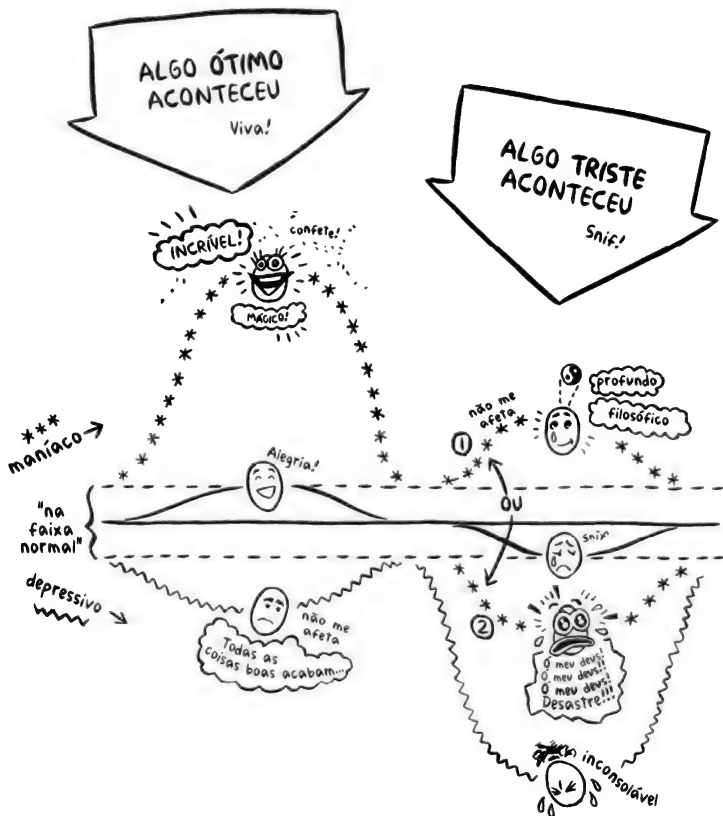 ALGO ÓTIMO
ACONTECEU
Viva!
ALGO TRISTE
ACONTECEU
Snif!
INCRÍVEL!
confete!
MÁGICO!
maníaco
não me
afeta
profundo
filosófico
1
Alegria!
"na
faixa
normal"
OU
snif!
depressivo
não me
afeta
Todas as
coisas boas acabam...
2
Ó meu deus!
Ó meu deus!!
Ó meu deus!
Desastre!!!
inconsolável